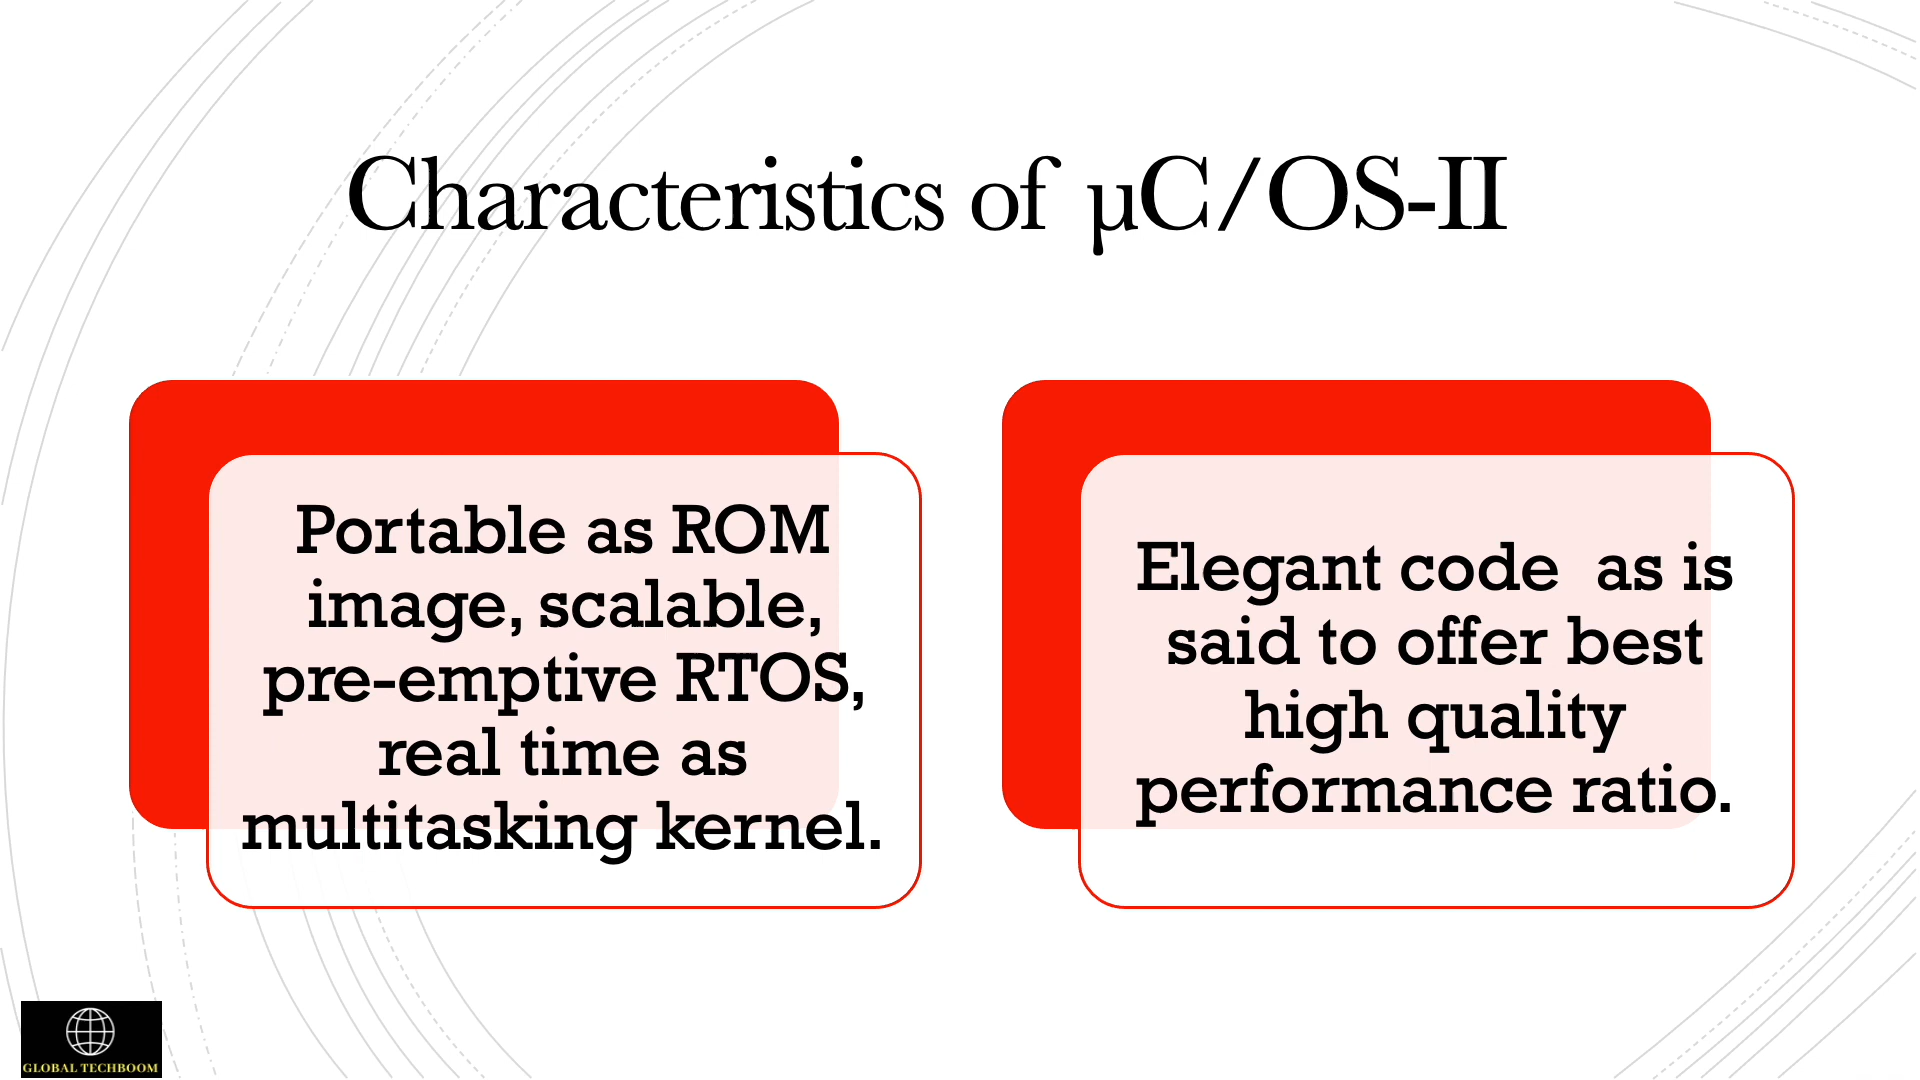 Characteristics of µC/OS-II
Portable as ROM
image, scalable,
pre-emptive RTOS,
real time as
multitasking kernel.
Elegant code  as is
said to offer best
high quality
performance ratio.
GLOBAL TECHBOOM